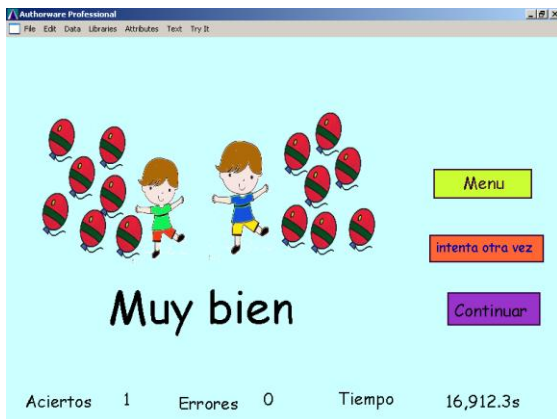 Authorware Professional
File Edit Data Libraries Attributes Text Try It
Menu
intenta otra vez
Muy bien
Continuar
Aciertos 1 Errores 0 Tiempo 16,912.3s